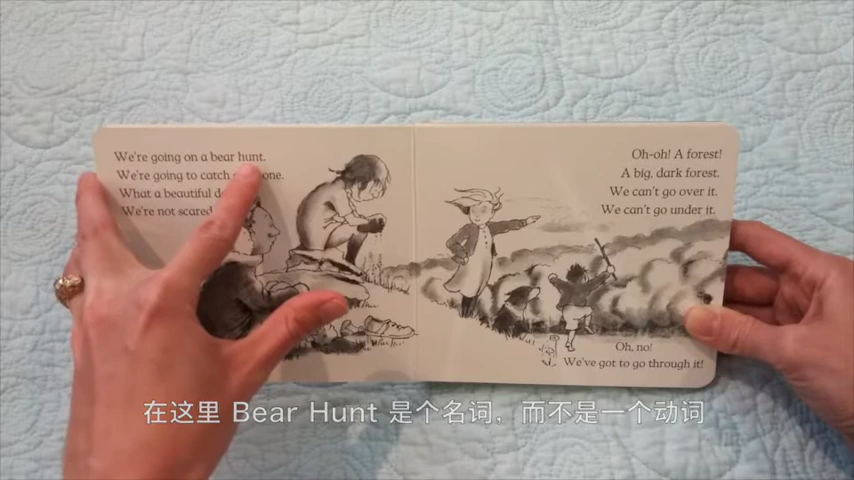 We're going on a bear hunt.
We're going to catch one.
What a beautiful
We're not scared
Oh-oh! A forest!
A big, dark forest.
We can't go over it.
We can't go under it.
Oh, no!
We've got to go through it!
在这里 Bear Hunt 是个名词，而不是一个动词